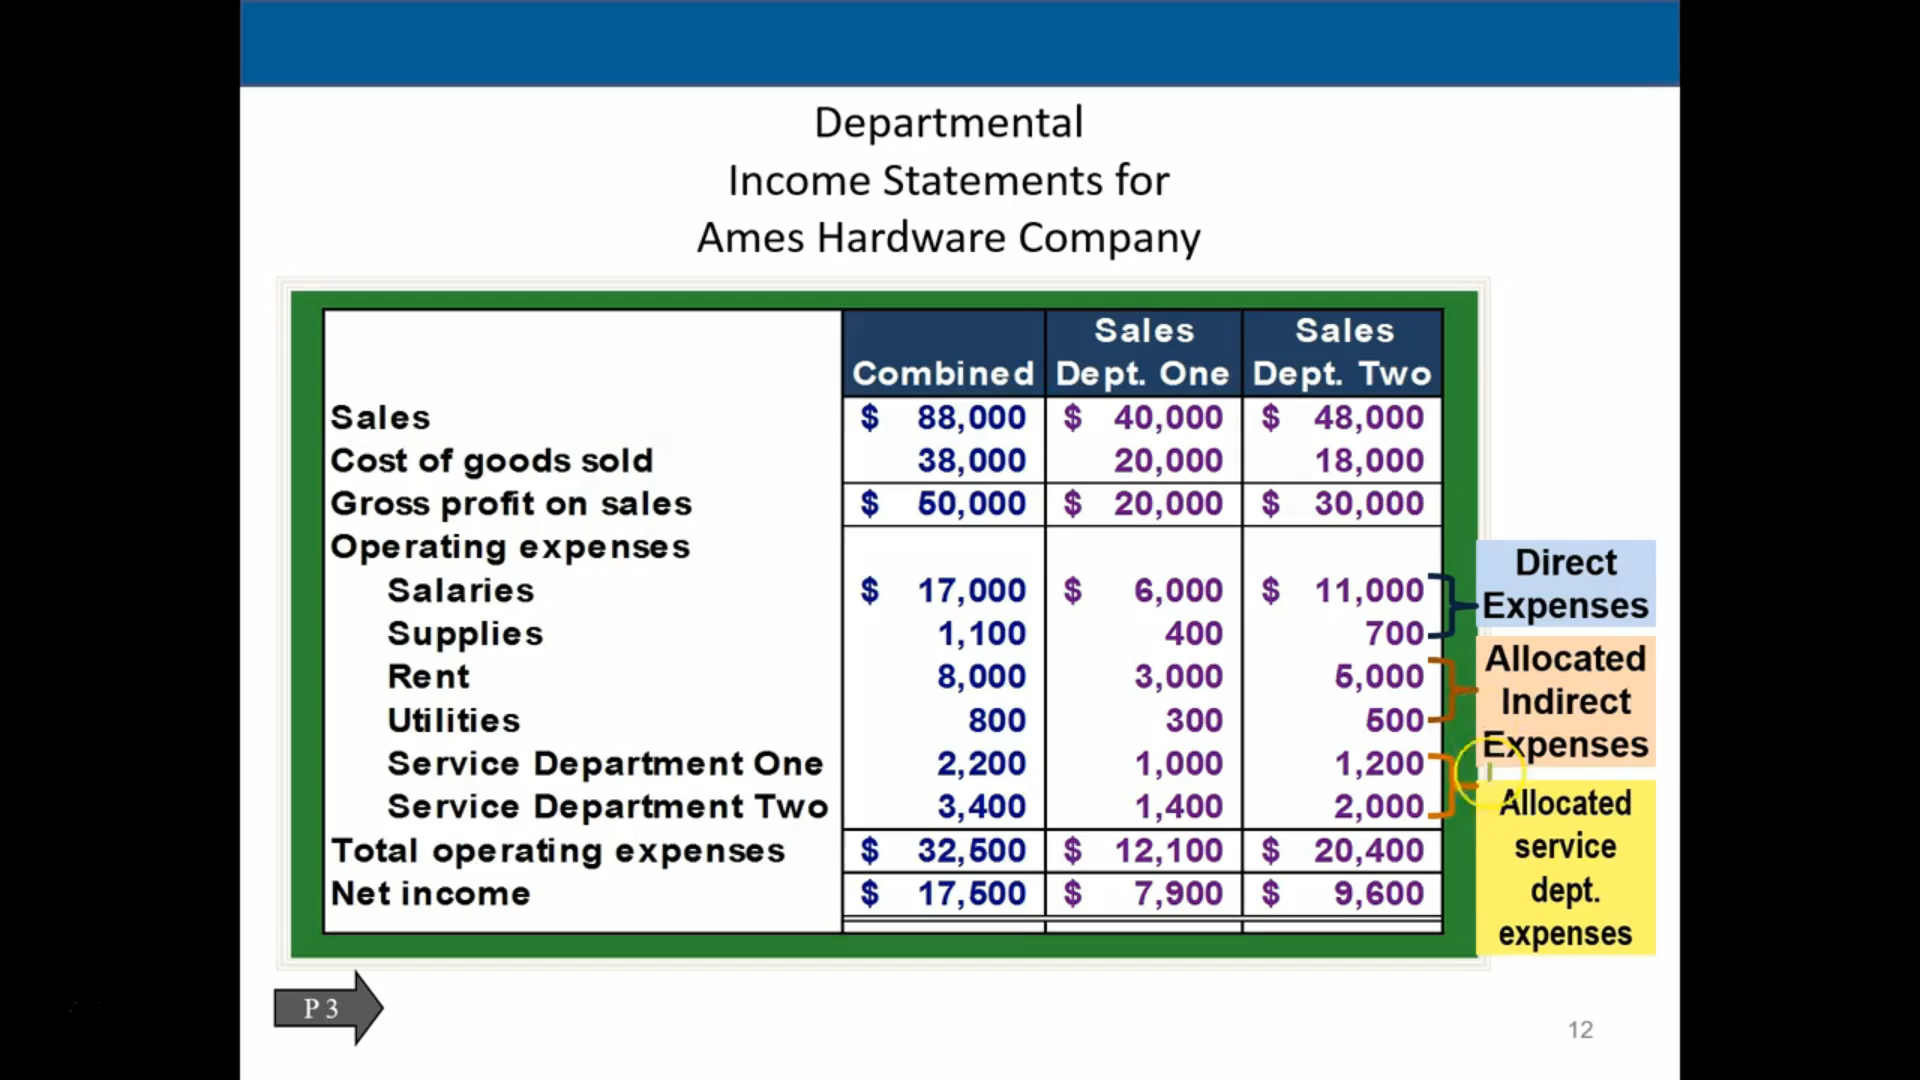 Departmental
Income Statements for
Ames Hardware Company
Combined Sales Dept. One Sales Dept. Two
Sales $ 88,000 $ 40,000 $ 48,000
Cost of goods sold 38,000 20,000 18,000
Gross profit on sales $ 50,000 $ 20,000 $ 30,000
Operating expenses
Salaries $ 17,000 $ 6,000 $ 11,000
Supplies 1,100 400 700
Rent 8,000 3,000 5,000
Utilities 800 300 500
Service Department One 2,200 1,000 1,200
Service Department Two 3,400 1,400 2,000
Total operating expenses $ 32,500 $ 12,100 $ 20,400
Net income $ 17,500 $ 7,900 $ 9,600
Direct
Expenses
Allocated
Indirect
Expenses
Allocated
service
dept.
expenses
P 3
12